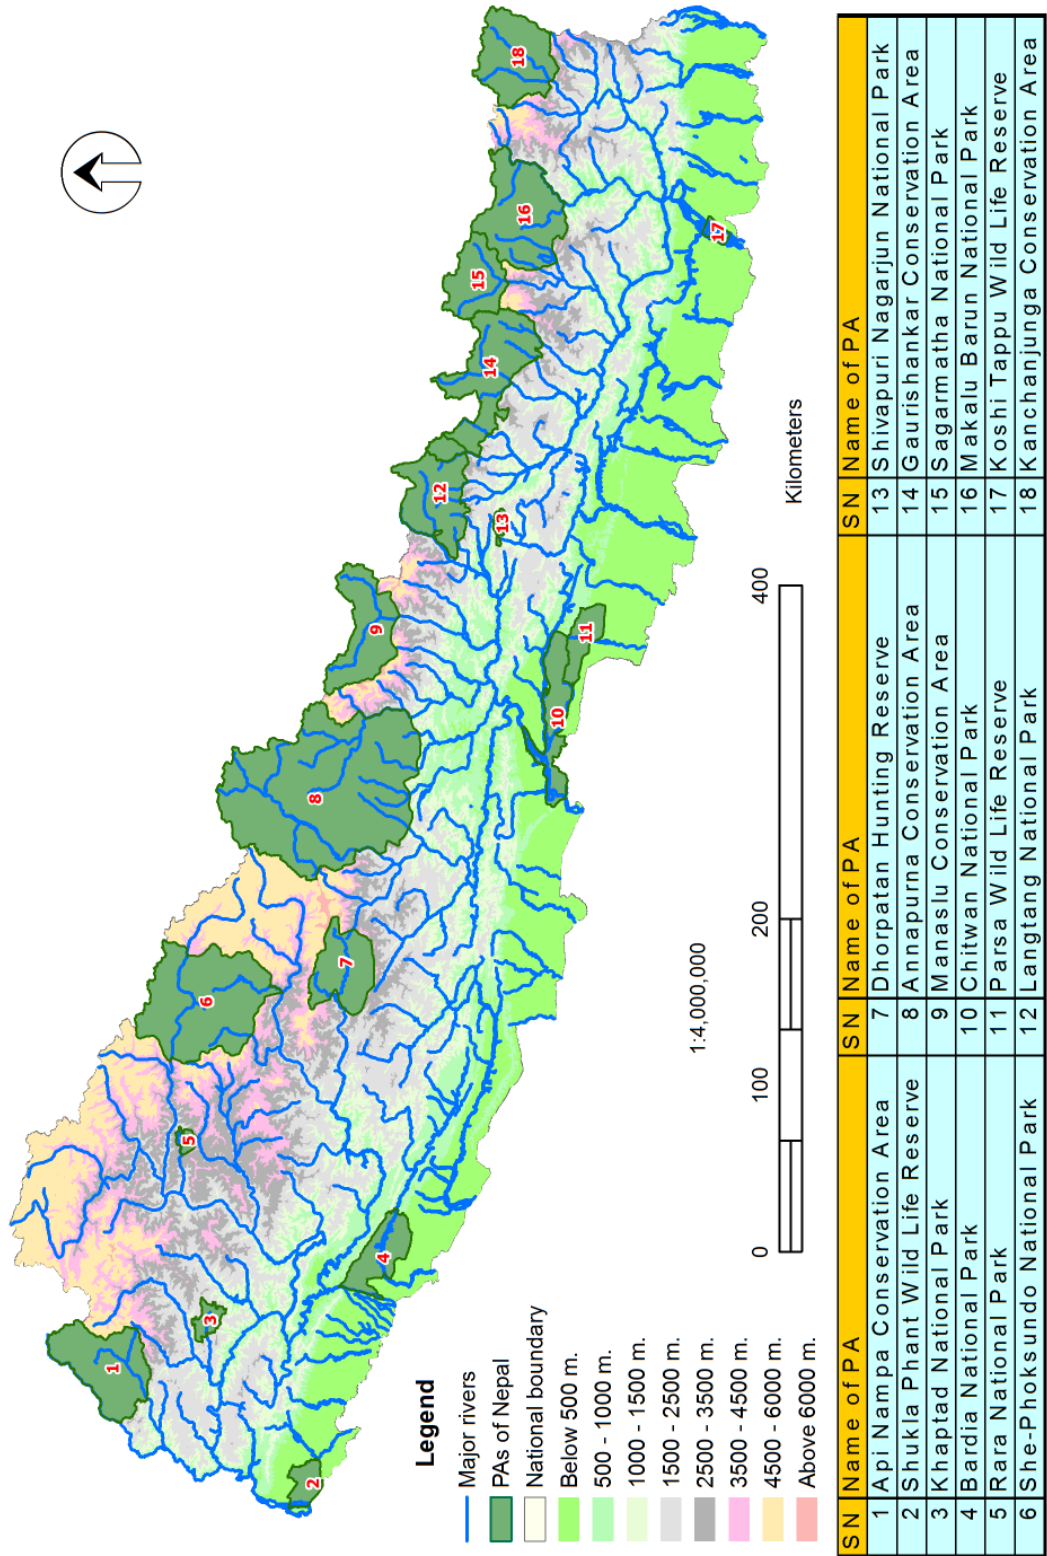 1
2
3
4
5
6
7
8
9
10
11
12
13
14
15
16
17
18
Legend
Major rivers
PAs of Nepal
National boundary
Below 500 m.
500 - 1000 m.
1000 - 1500 m.
1500 - 2500 m.
2500 - 3500 m.
3500 - 4500 m.
4500 - 6000 m.
Above 6000 m.
1:4,000,000
0 100 200 400
Kilometers
SN Name of PA SN Name of PA SN Name of PA
1 Api Nampa Conservation Area 7 Dhorpatan Hunting Reserve 13 Shivapuri Nagarjun National Park
2 Shukla Phant Wild Life Reserve 8 Annapurna Conservation Area 14 Gaurishankar Conservation Area
3 Khaptad National Park 9 Manaslu Conservation Area 15 Sagarmatha National Park
4 Bardia National Park 10 Chitwan National Park 16 Makalu Barun National Park
5 Rara National Park 11 Parsa Wild Life Reserve 17 Koshi Tappu Wild Life Reserve
6 She-Phoksundo National Park 12 Langtang National Park 18 Kanchanjunga Conservation Area